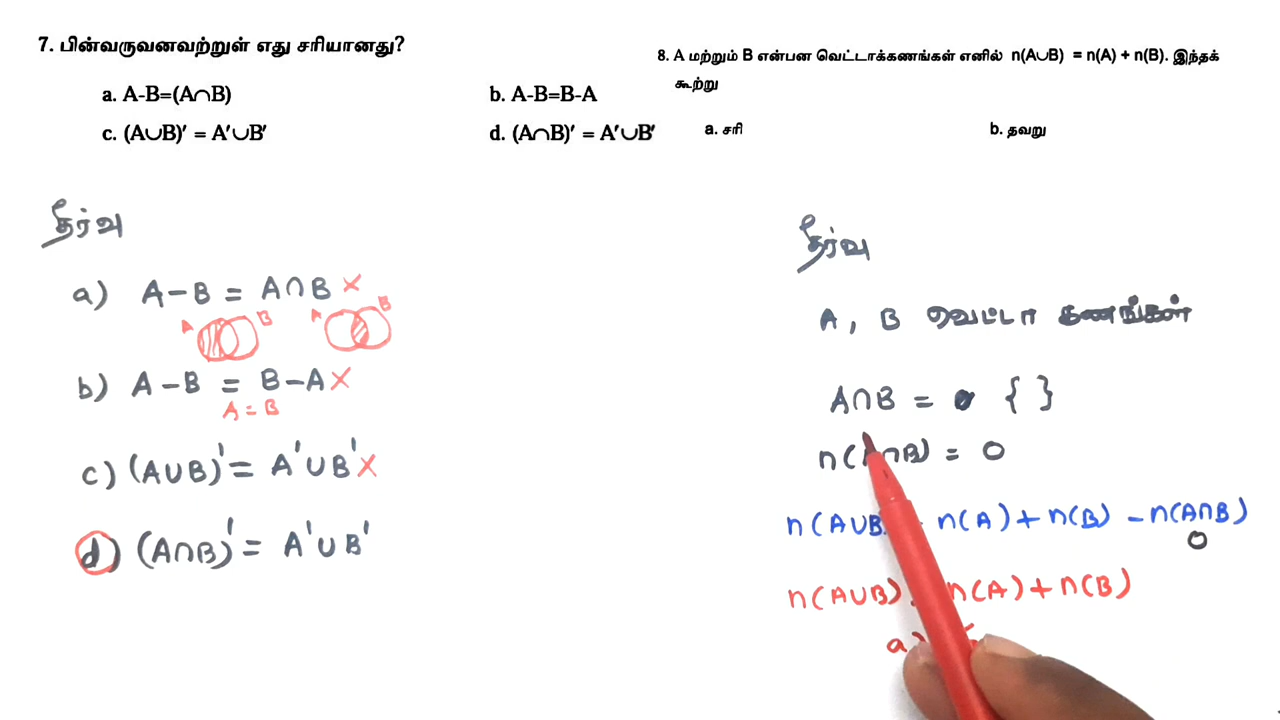 7. பின்வருவனவற்றுள் எது சரியானது?
a. A-B=(A∩B)
b. A-B=B-A
c. (A∪B)′ = A′∪B′
d. (A∩B)′ = A′∪B′
தீர்வு
a) A-B = A∩B ×
A B A B
b) A-B = B-A ×
A = B
c) (A∪B)' = A'∪B' ×
d) (A∩B)' = A'∪B'
8. A மற்றும் B என்பன வெட்டாக்கணங்கள் எனில் n(A∪B) = n(A) + n(B). இந்தக்
கூற்று
a. சரி
b. தவறு
தீர்வு
A, B வெட்டா கணங்கள்
A∩B = { }
n(A∩B) = 0
n(A∪B n(A) + n(B) - n(A∩B)
0
n(A∪B) n(A) + n(B)
a)